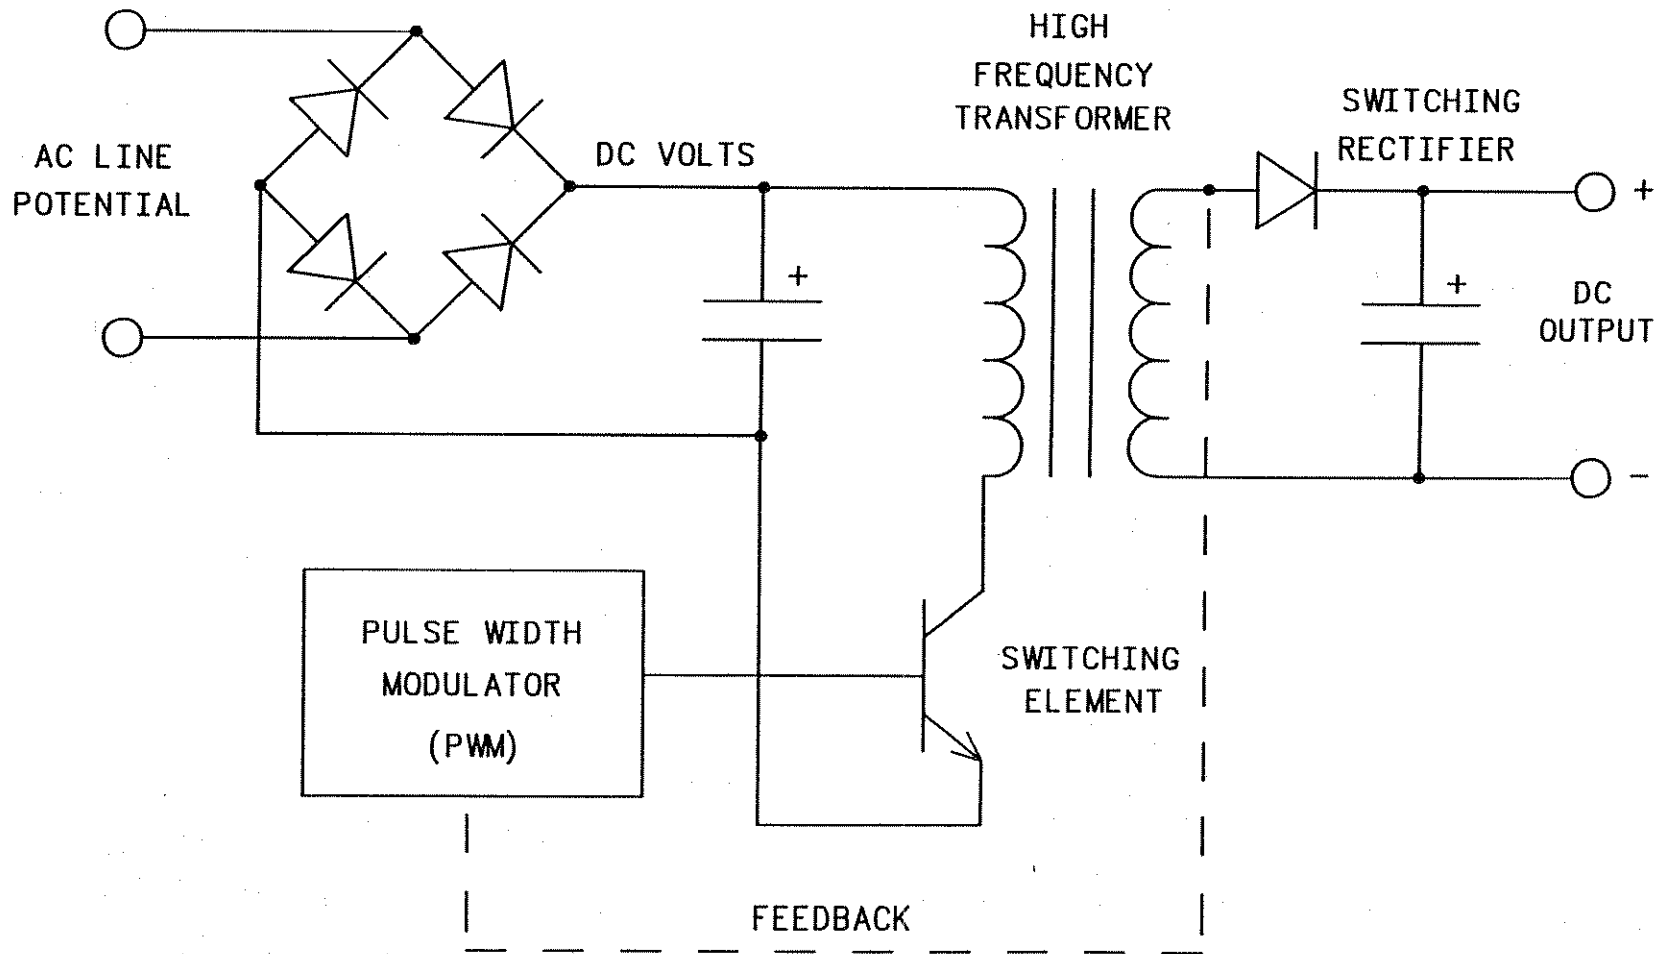 HIGH
FREQUENCY
TRANSFORMER
SWITCHING
RECTIFIER
AC LINE
POTENTIAL
DC VOLTS
+
+
+
DC
OUTPUT
-
PULSE WIDTH
MODULATOR
(PWM)
SWITCHING
ELEMENT
FEEDBACK